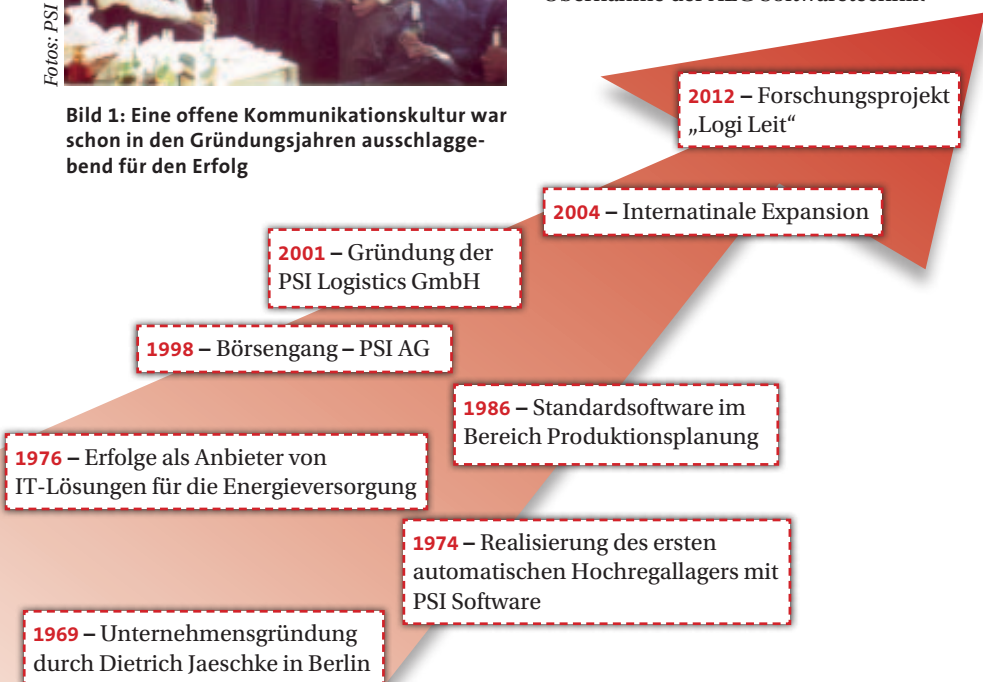 Fotos: PSI
Bild 1: Eine offene Kommunikationskultur war
schon in den Gründungsjahren ausschlagge-
bend für den Erfolg
2012 – Forschungsprojekt
„Logi Leit“
2004 – Internatinale Expansion
2001 – Gründung der
PSI Logistics GmbH
1998 – Börsengang – PSI AG
1986 – Standardsoftware im
Bereich Produktionsplanung
1976 – Erfolge als Anbieter von
IT-Lösungen für die Energieversorgung
1974 – Realisierung des ersten
automatischen Hochregallagers mit
PSI Software
1969 – Unternehmensgründung
durch Dietrich Jaeschke in Berlin